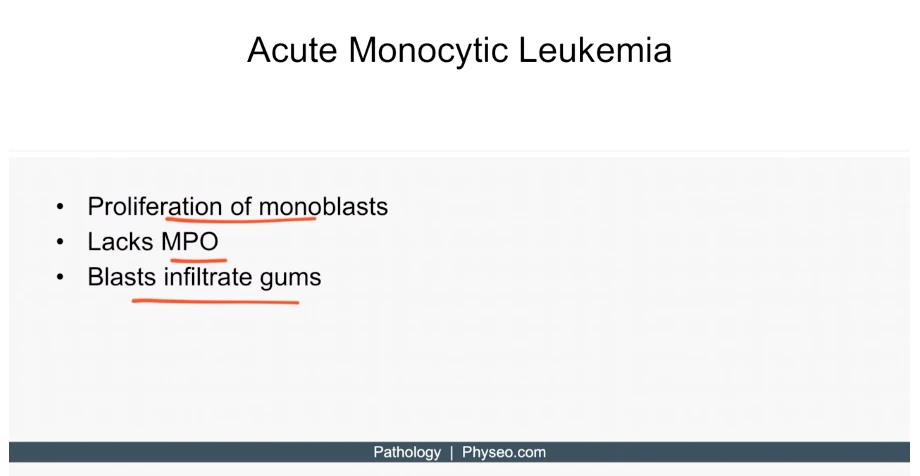 Acute Monocytic Leukemia
• Proliferation of monoblasts
• Lacks MPO
• Blasts infiltrate gums
Pathology | Physeo.com